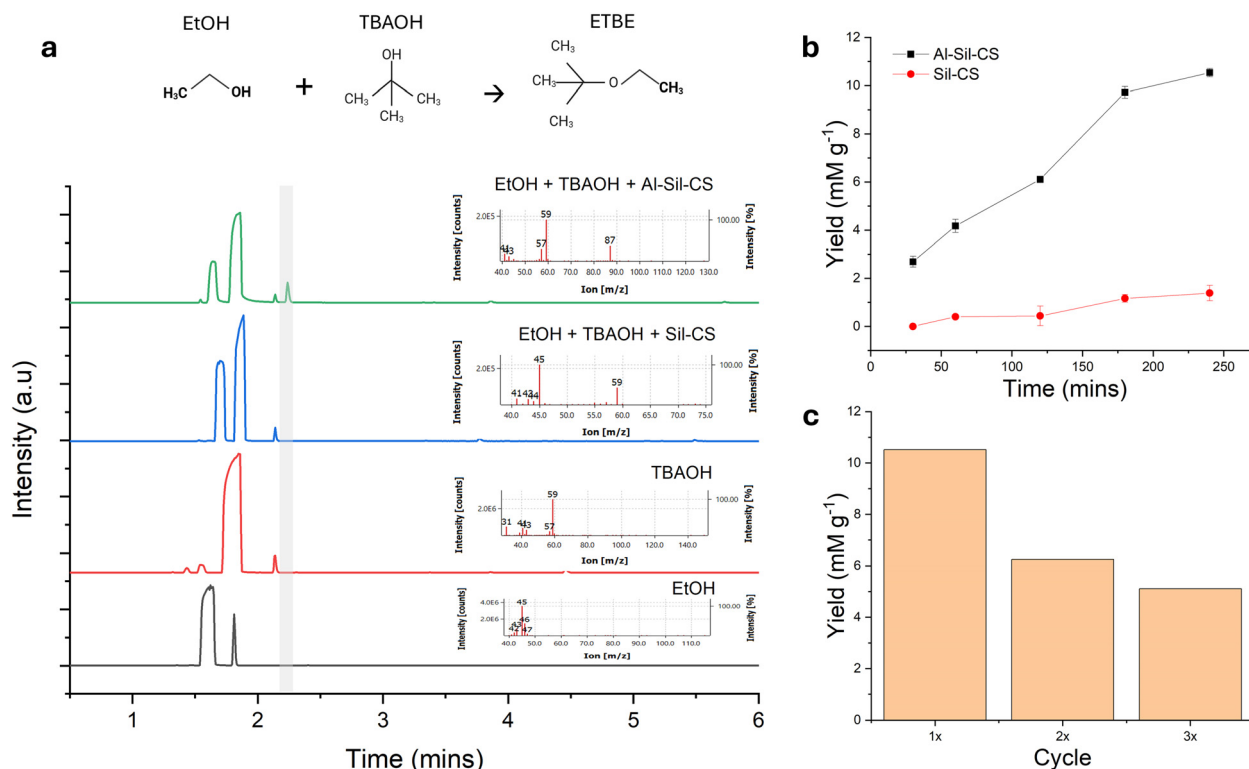 a
EtOH
TBAOH
ETBE
H₃C
OH
+
OH
CH₃
CH₃
CH₃
→
CH₃
H₃C
O
CH₃
CH₃
Intensity (a.u)
EtOH + TBAOH + Al-Sil-CS
Intensity [counts]
2.0E5
41
43
57
59
87
100.00
Intensity [%]
40.0 50.0 60.0 70.0 80.0 90.0 100.0 110.0 120.0 130.0
Ion [m/z]
EtOH + TBAOH + Sil-CS
Intensity [counts]
2.0E5
41
43
44
45
59
100.00
Intensity [%]
40.0 45.0 50.0 55.0 60.0 65.0 70.0 75.0
Ion [m/z]
TBAOH
Intensity [counts]
2.0E6
31
41
43
57
59
100.00
Intensity [%]
40.0 60.0 80.0 100.0 120.0 140.0
Ion [m/z]
EtOH
Intensity [counts]
4.0E6
2.0E6
42
43
45
46
47
100.00
Intensity [%]
40.0 50.0 60.0 70.0 80.0 90.0 100.0 110.0
Ion [m/z]
1 2 3 4 5 6
Time (mins)
b
Al-Sil-CS
Sil-CS
Yield (mM g⁻¹)
12
10
8
6
4
2
0
0 50 100 150 200 250
Time (mins)
c
Yield (mM g⁻¹)
12
10
8
6
4
2
0
1x 2x 3x
Cycle